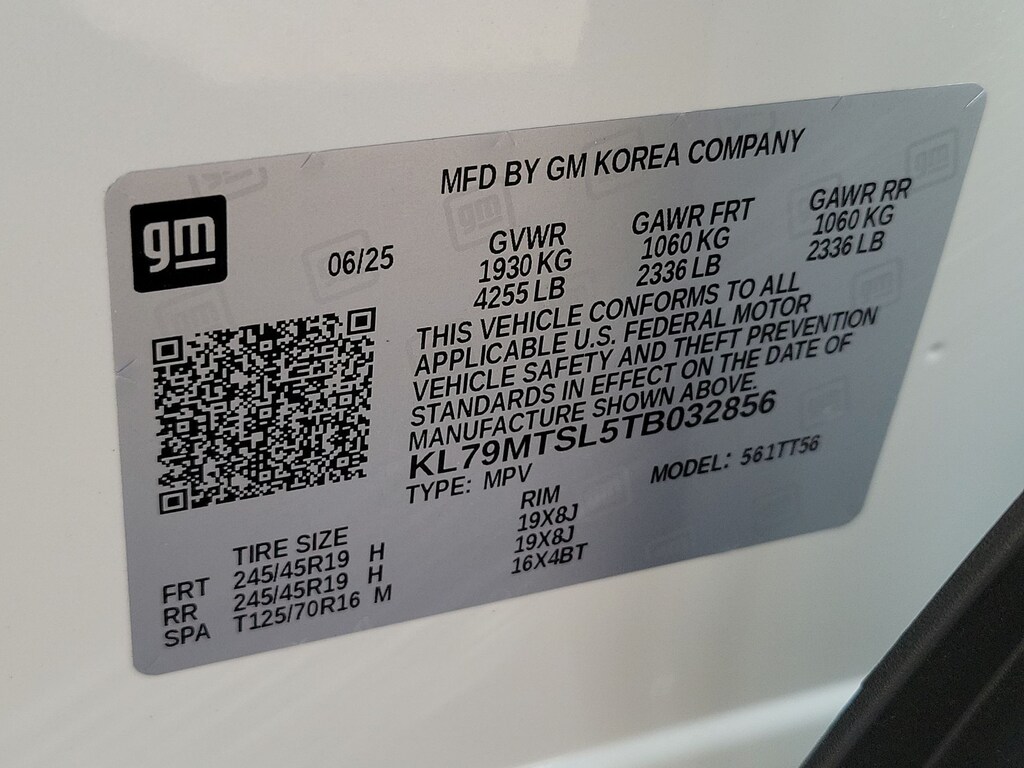 MFD BY GM KOREA COMPANY
gm
06/25
GVWR GAWR FRT GAWR RR
1930 KG 1060 KG 1060 KG
4255 LB 2336 LB 2336 LB
THIS VEHICLE CONFORMS TO ALL
APPLICABLE U.S. FEDERAL MOTOR
VEHICLE SAFETY AND THEFT PREVENTION
STANDARDS IN EFFECT ON THE DATE OF
MANUFACTURE SHOWN ABOVE.
KL79MTSL5TB032856
TYPE: MPV MODEL: 561TT56
TIRE SIZE RIM
FRT 245/45R19 H 19X8J
RR 245/45R19 H 19X8J
SPA T125/70R16 M 16X4BT